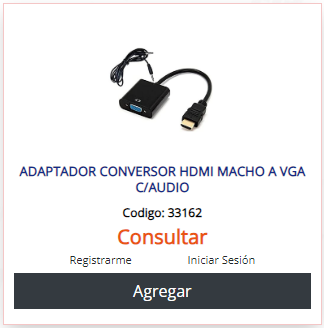 ADAPTADOR CONVERSOR HDMI MACHO A VGA
C/AUDIO
Codigo: 33162
Consultar
Registrarme Iniciar Sesión
Agregar